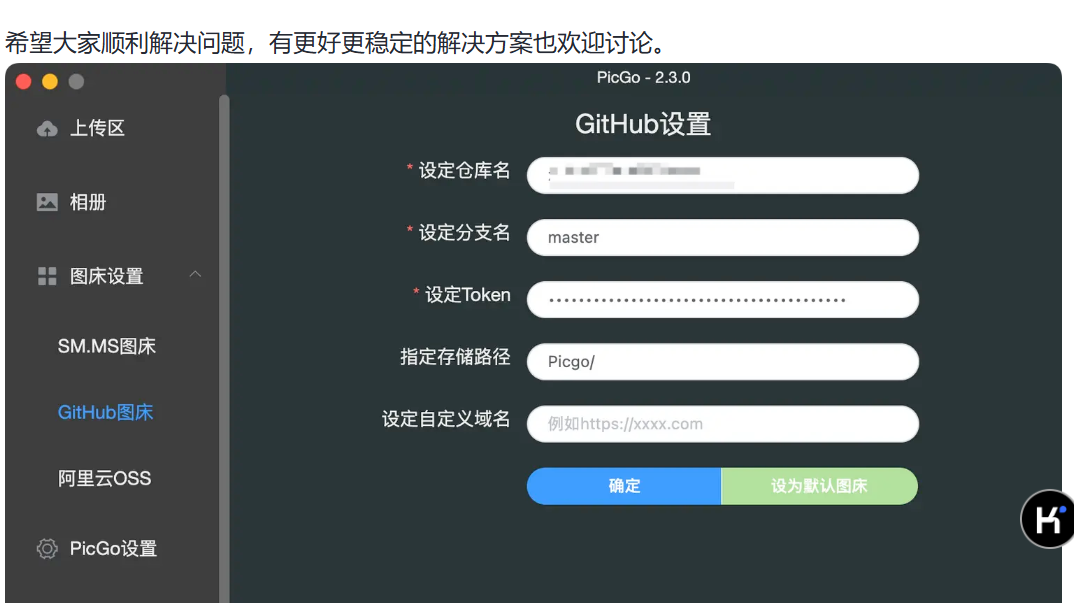 希望大家顺利解决问题，有更好更稳定的解决方案也欢迎讨论。
PicGo - 2.3.0
上传区
相册
图床设置
SM.MS图床
GitHub图床
阿里云OSS
PicGo设置
GitHub设置
* 设定仓库名
* 设定分支名 master
* 设定Token ••••••••••••••••••••••••••••••••••••••••
指定存储路径 Picgo/
设定自定义域名 例如https://xxxx.com
确定 设为默认图床
K